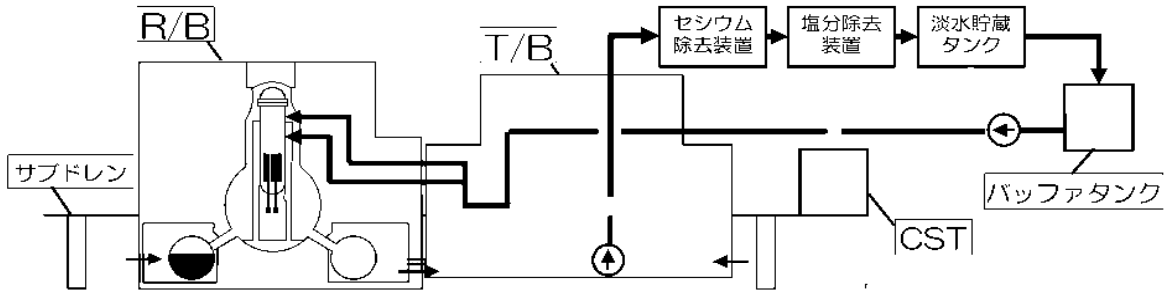 R/B
T/B
セシウム
除去装置
塩分除去
装置
淡水貯蔵
タンク
サブドレン
バッファタンク
CST